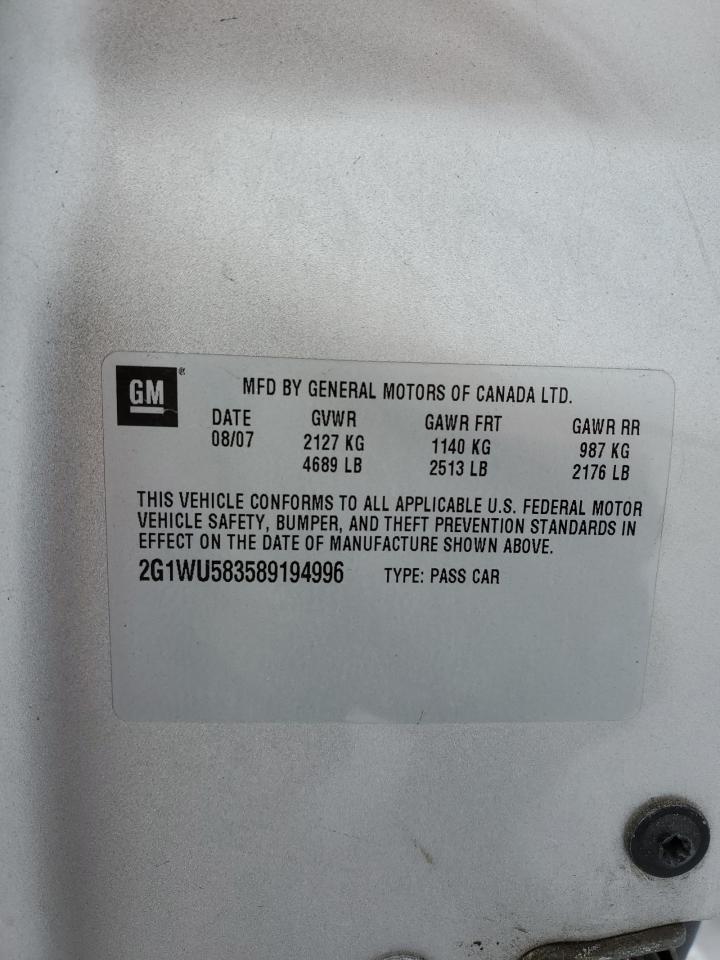 GM®
MFD BY GENERAL MOTORS OF CANADA LTD.
DATE GVWR GAWR FRT GAWR RR
08/07 2127 KG 1140 KG 987 KG
4689 LB 2513 LB 2176 LB
THIS VEHICLE CONFORMS TO ALL APPLICABLE U.S. FEDERAL MOTOR
VEHICLE SAFETY, BUMPER, AND THEFT PREVENTION STANDARDS IN
EFFECT ON THE DATE OF MANUFACTURE SHOWN ABOVE.
2G1WU583589194996 TYPE: PASS CAR